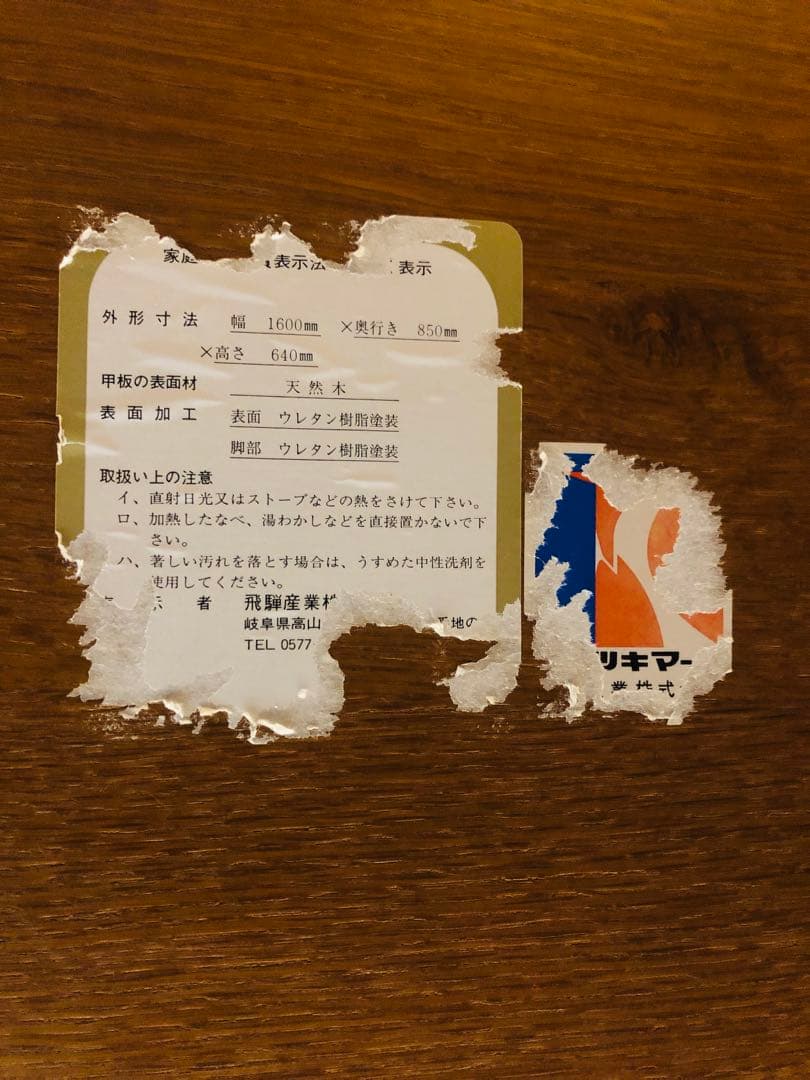 家庭 表示法 表示
外形寸法 幅 1600㎜ ×奥行き 850㎜
×高さ 640㎜
甲板の表面材 天然木
表面加工 表面 ウレタン樹脂塗装
脚部 ウレタン樹脂塗装
取扱い上の注意
イ、直射日光又はストーブなどの熱をさけて下さい。
ロ、加熱したなべ、湯わかしなどを直接置かないで下
さい。
ハ、著しい汚れを落とす場合は、うすめた中性洗剤を
使用してください。
示 者 飛驒産業株
岐阜県高山 地の
TEL 0577
ツキマー
業株式